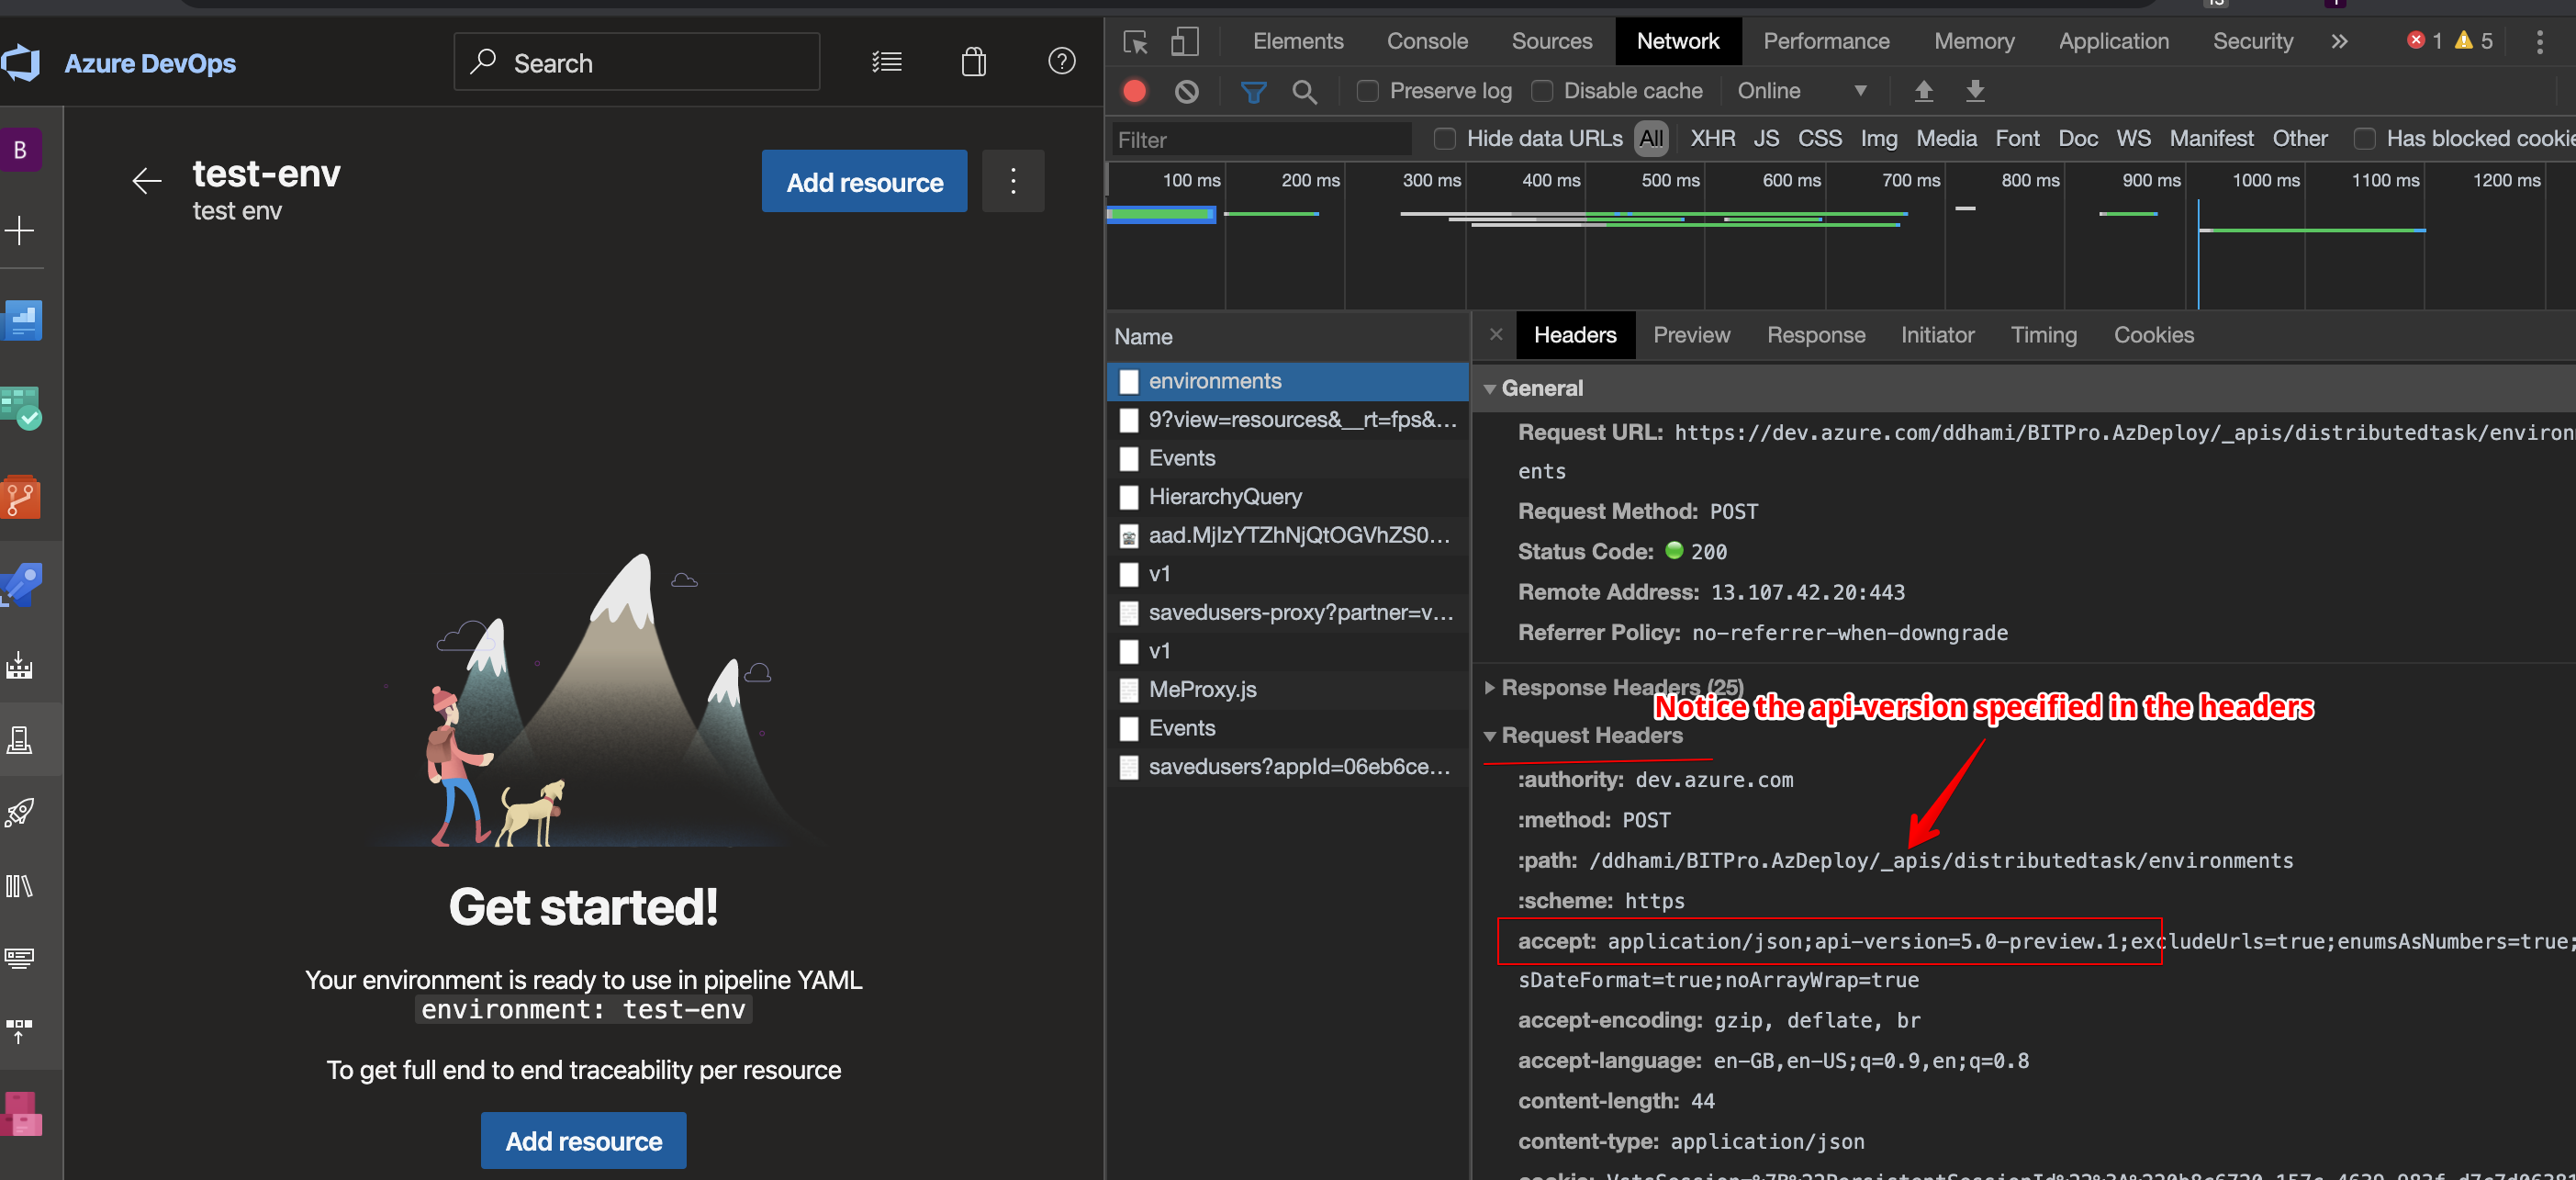 Azure DevOps
Search
B
test-env
test env
Add resource
Get started!
Your environment is ready to use in pipeline YAML
environment: test-env
To get full end to end traceability per resource
Add resource
Elements Console Sources Network Performance Memory Application Security » 1 5
Preserve log Disable cache Online
Filter Hide data URLs All XHR JS CSS Img Media Font Doc WS Manifest Other Has blocked cookie
100 ms 200 ms 300 ms 400 ms 500 ms 600 ms 700 ms 800 ms 900 ms 1000 ms 1100 ms 1200 ms
Name
environments
9?view=resources&__rt=fps&...
Events
HierarchyQuery
aad.MjIzYTZhNjQtOGVhZS0...
v1
savedusers-proxy?partner=v...
v1
MeProxy.js
Events
savedusers?appId=06eb6ce...
× Headers Preview Response Initiator Timing Cookies
General
Request URL: https://dev.azure.com/ddhami/BITPro.AzDeploy/_apis/distributedtask/environm
ents
Request Method: POST
Status Code: 200
Remote Address: 13.107.42.20:443
Referrer Policy: no-referrer-when-downgrade
Response Headers (25)
Notice the api-version specified in the headers
Request Headers
:authority: dev.azure.com
:method: POST
:path: /ddhami/BITPro.AzDeploy/_apis/distributedtask/environments
:scheme: https
accept: application/json;api-version=5.0-preview.1;excludeUrls=true;enumsAsNumbers=true;
sDateFormat=true;noArrayWrap=true
accept-encoding: gzip, deflate, br
accept-language: en-GB,en-US;q=0.9,en;q=0.8
content-length: 44
content-type: application/json